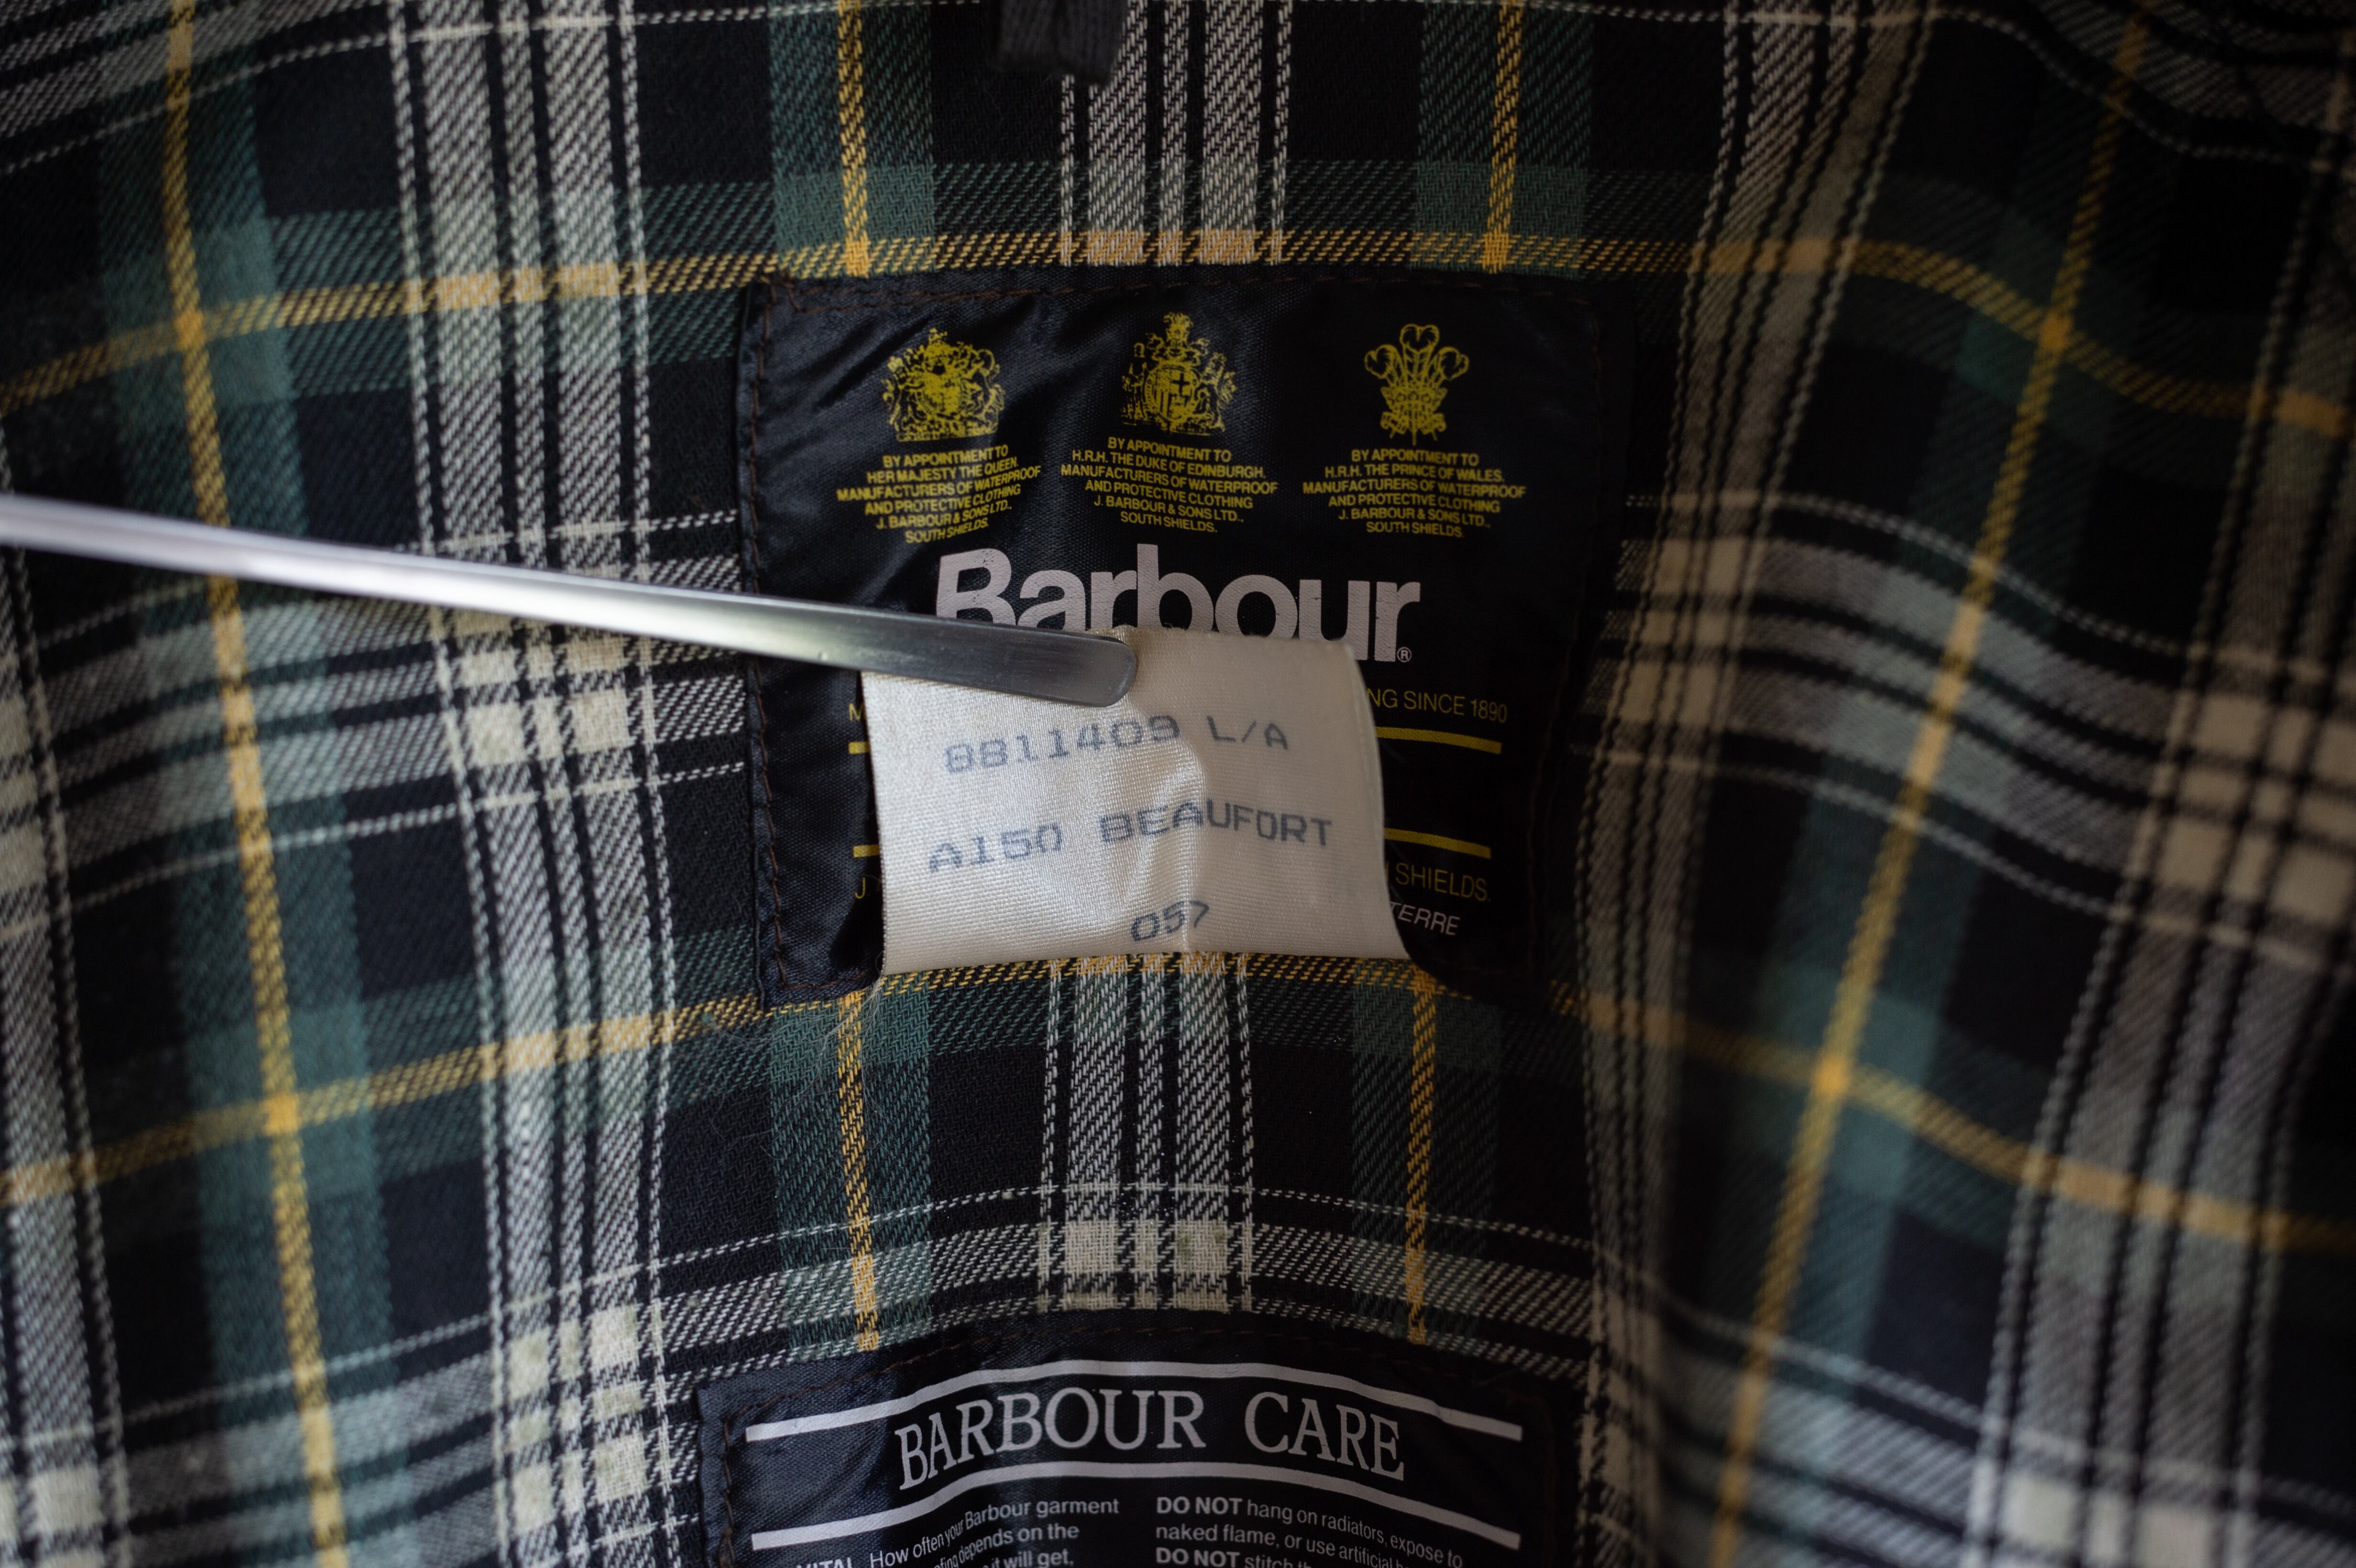 BY APPOINTMENT TO
HER MAJESTY THE QUEEN.
MANUFACTURERS OF WATERPROOF
AND PROTECTIVE CLOTHING
J. BARBOUR & SONS LTD.,
SOUTH SHIELDS.
BY APPOINTMENT TO
H.R.H. THE DUKE OF EDINBURGH.
MANUFACTURERS OF WATERPROOF
AND PROTECTIVE CLOTHING
J. BARBOUR & SONS LTD.,
SOUTH SHIELDS.
BY APPOINTMENT TO
H.R.H. THE PRINCE OF WALES.
MANUFACTURERS OF WATERPROOF
AND PROTECTIVE CLOTHING
J. BARBOUR & SONS LTD.,
SOUTH SHIELDS.
Barbour®
SINCE 1890
8811409 L/A
A150 BEAUFORT
057
SHIELDS.
BARBOUR CARE
How often your Barbour garment
depends on the
it will get.
DO NOT hang on radiators, expose to
naked flame, or use artificial
DO NOT stitch